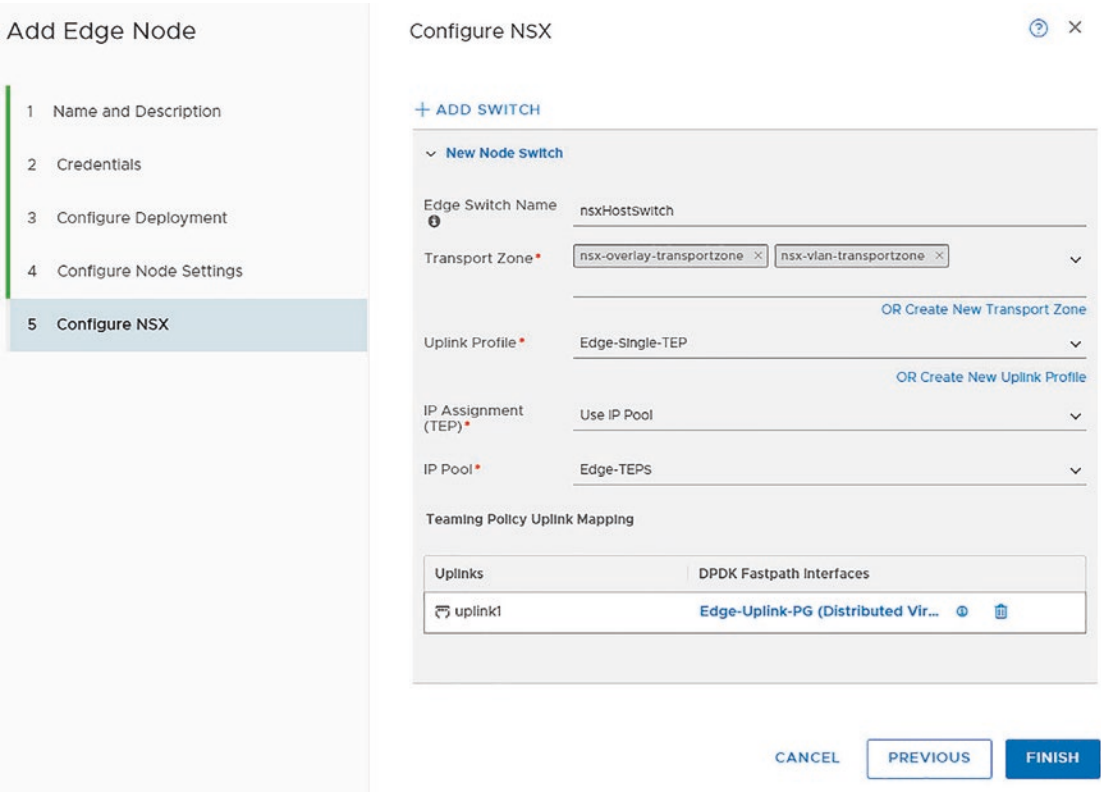 Add Edge Node
1 Name and Description
2 Credentials
3 Configure Deployment
4 Configure Node Settings
5 Configure NSX
Configure NSX
+ ADD SWITCH
New Node Switch
Edge Switch Name
nsxHostSwitch
Transport Zone*
nsx-overlay-transportzone × nsx-vlan-transportzone ×
OR Create New Transport Zone
Uplink Profile*
Edge-Single-TEP
OR Create New Uplink Profile
IP Assignment
(TEP)*
Use IP Pool
IP Pool*
Edge-TEPS
Teaming Policy Uplink Mapping
Uplinks DPDK Fastpath Interfaces
uplink1 Edge-Uplink-PG (Distributed Vir...
CANCEL PREVIOUS FINISH